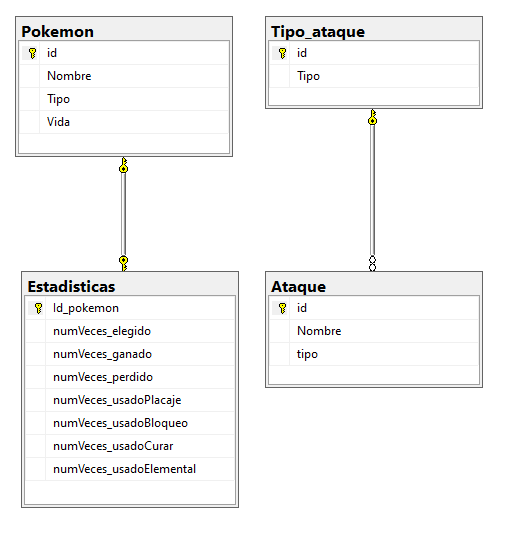 Pokemon
id
Nombre
Tipo
Vida
Tipo_ataque
id
Tipo
Estadisticas
Id_pokemon
numVeces_elegido
numVeces_ganado
numVeces_perdido
numVeces_usadoPlacaje
numVeces_usadoBloqueo
numVeces_usadoCurar
numVeces_usadoElemental
Ataque
id
Nombre
tipo